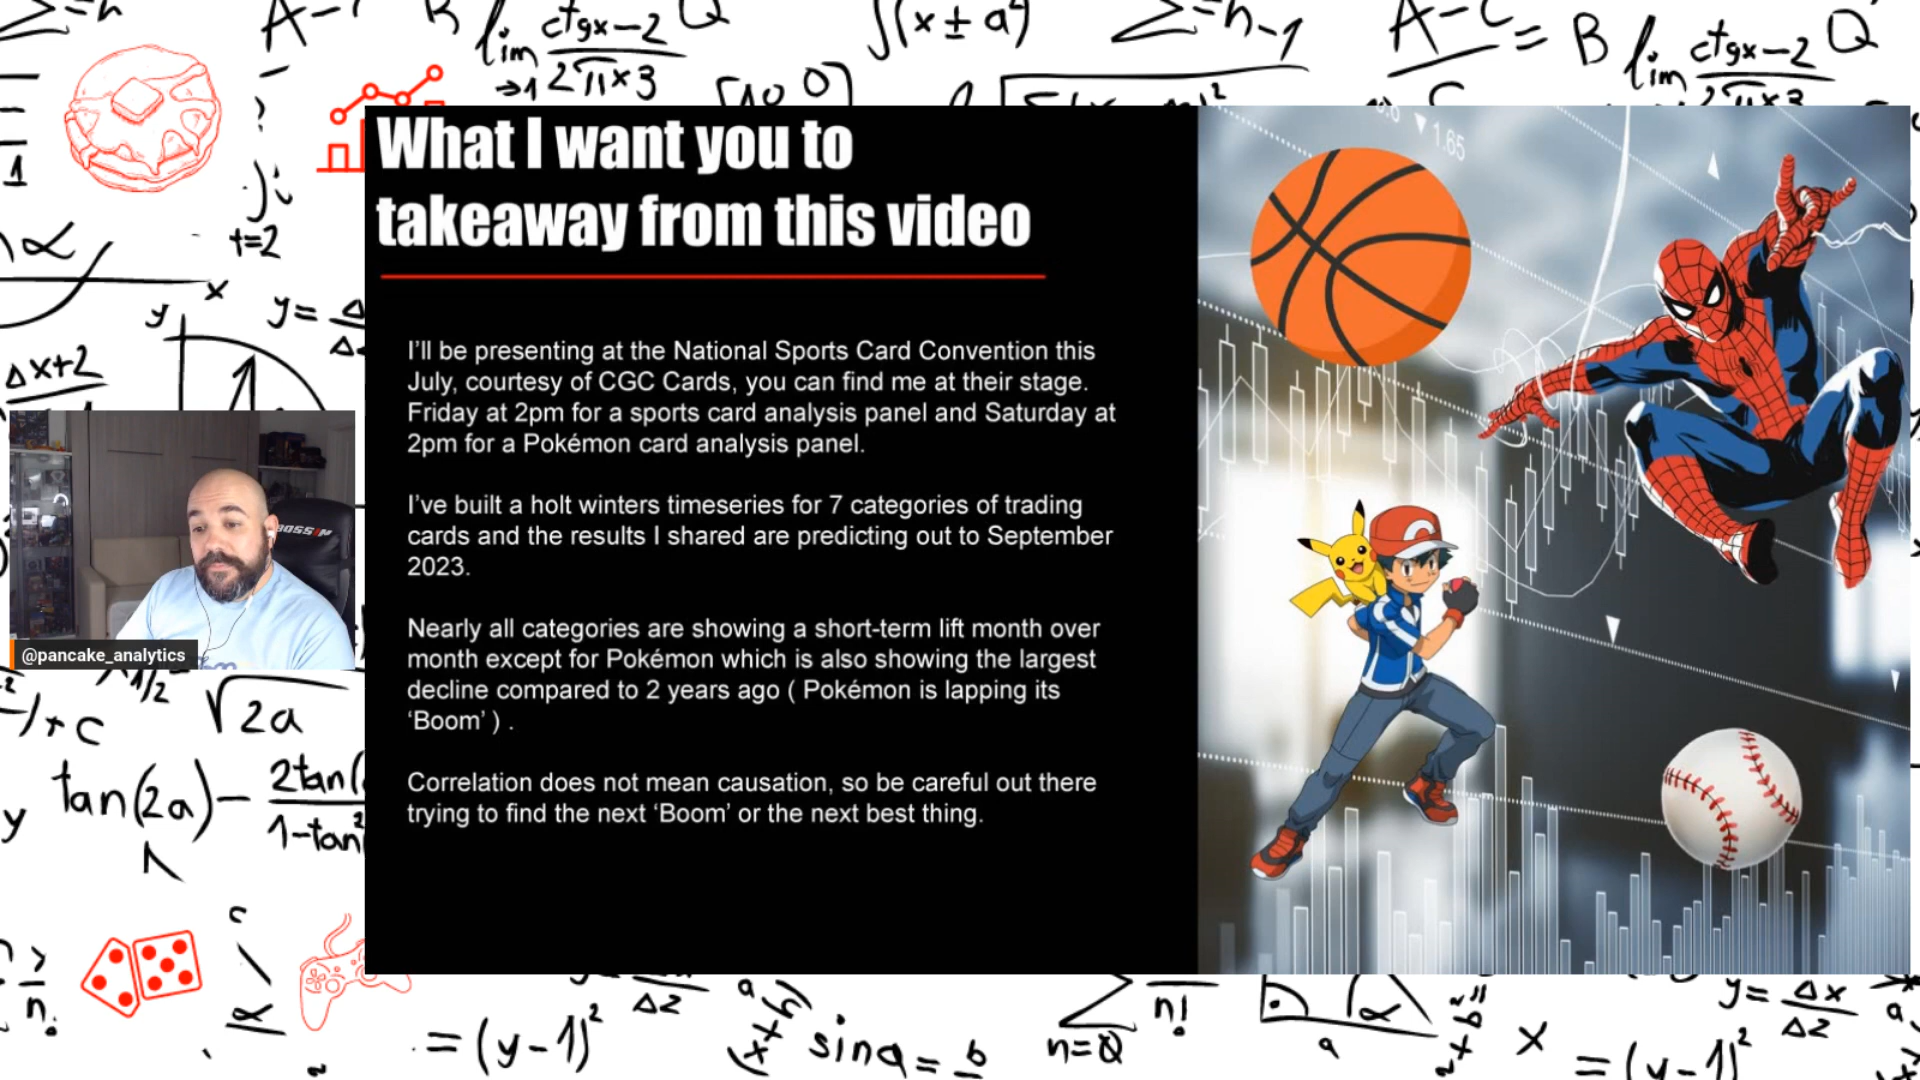 What I want you to
takeaway from this video
I'll be presenting at the National Sports Card Convention this
July, courtesy of CGC Cards, you can find me at their stage.
Friday at 2pm for a sports card analysis panel and Saturday at
2pm for a Pokémon card analysis panel.
I've built a holt winters timeseries for 7 categories of trading
cards and the results I shared are predicting out to September
2023.
Nearly all categories are showing a short-term lift month over
month except for Pokémon which is also showing the largest
decline compared to 2 years ago ( Pokémon is lapping its
‘Boom’ ) .
Correlation does not mean causation, so be careful out there
trying to find the next ‘Boom’ or the next best thing.
@pancake_analytics
1.65
t=2
√2a
tan(2a)-
sina= b
n=Q
n!
=(y-1)²